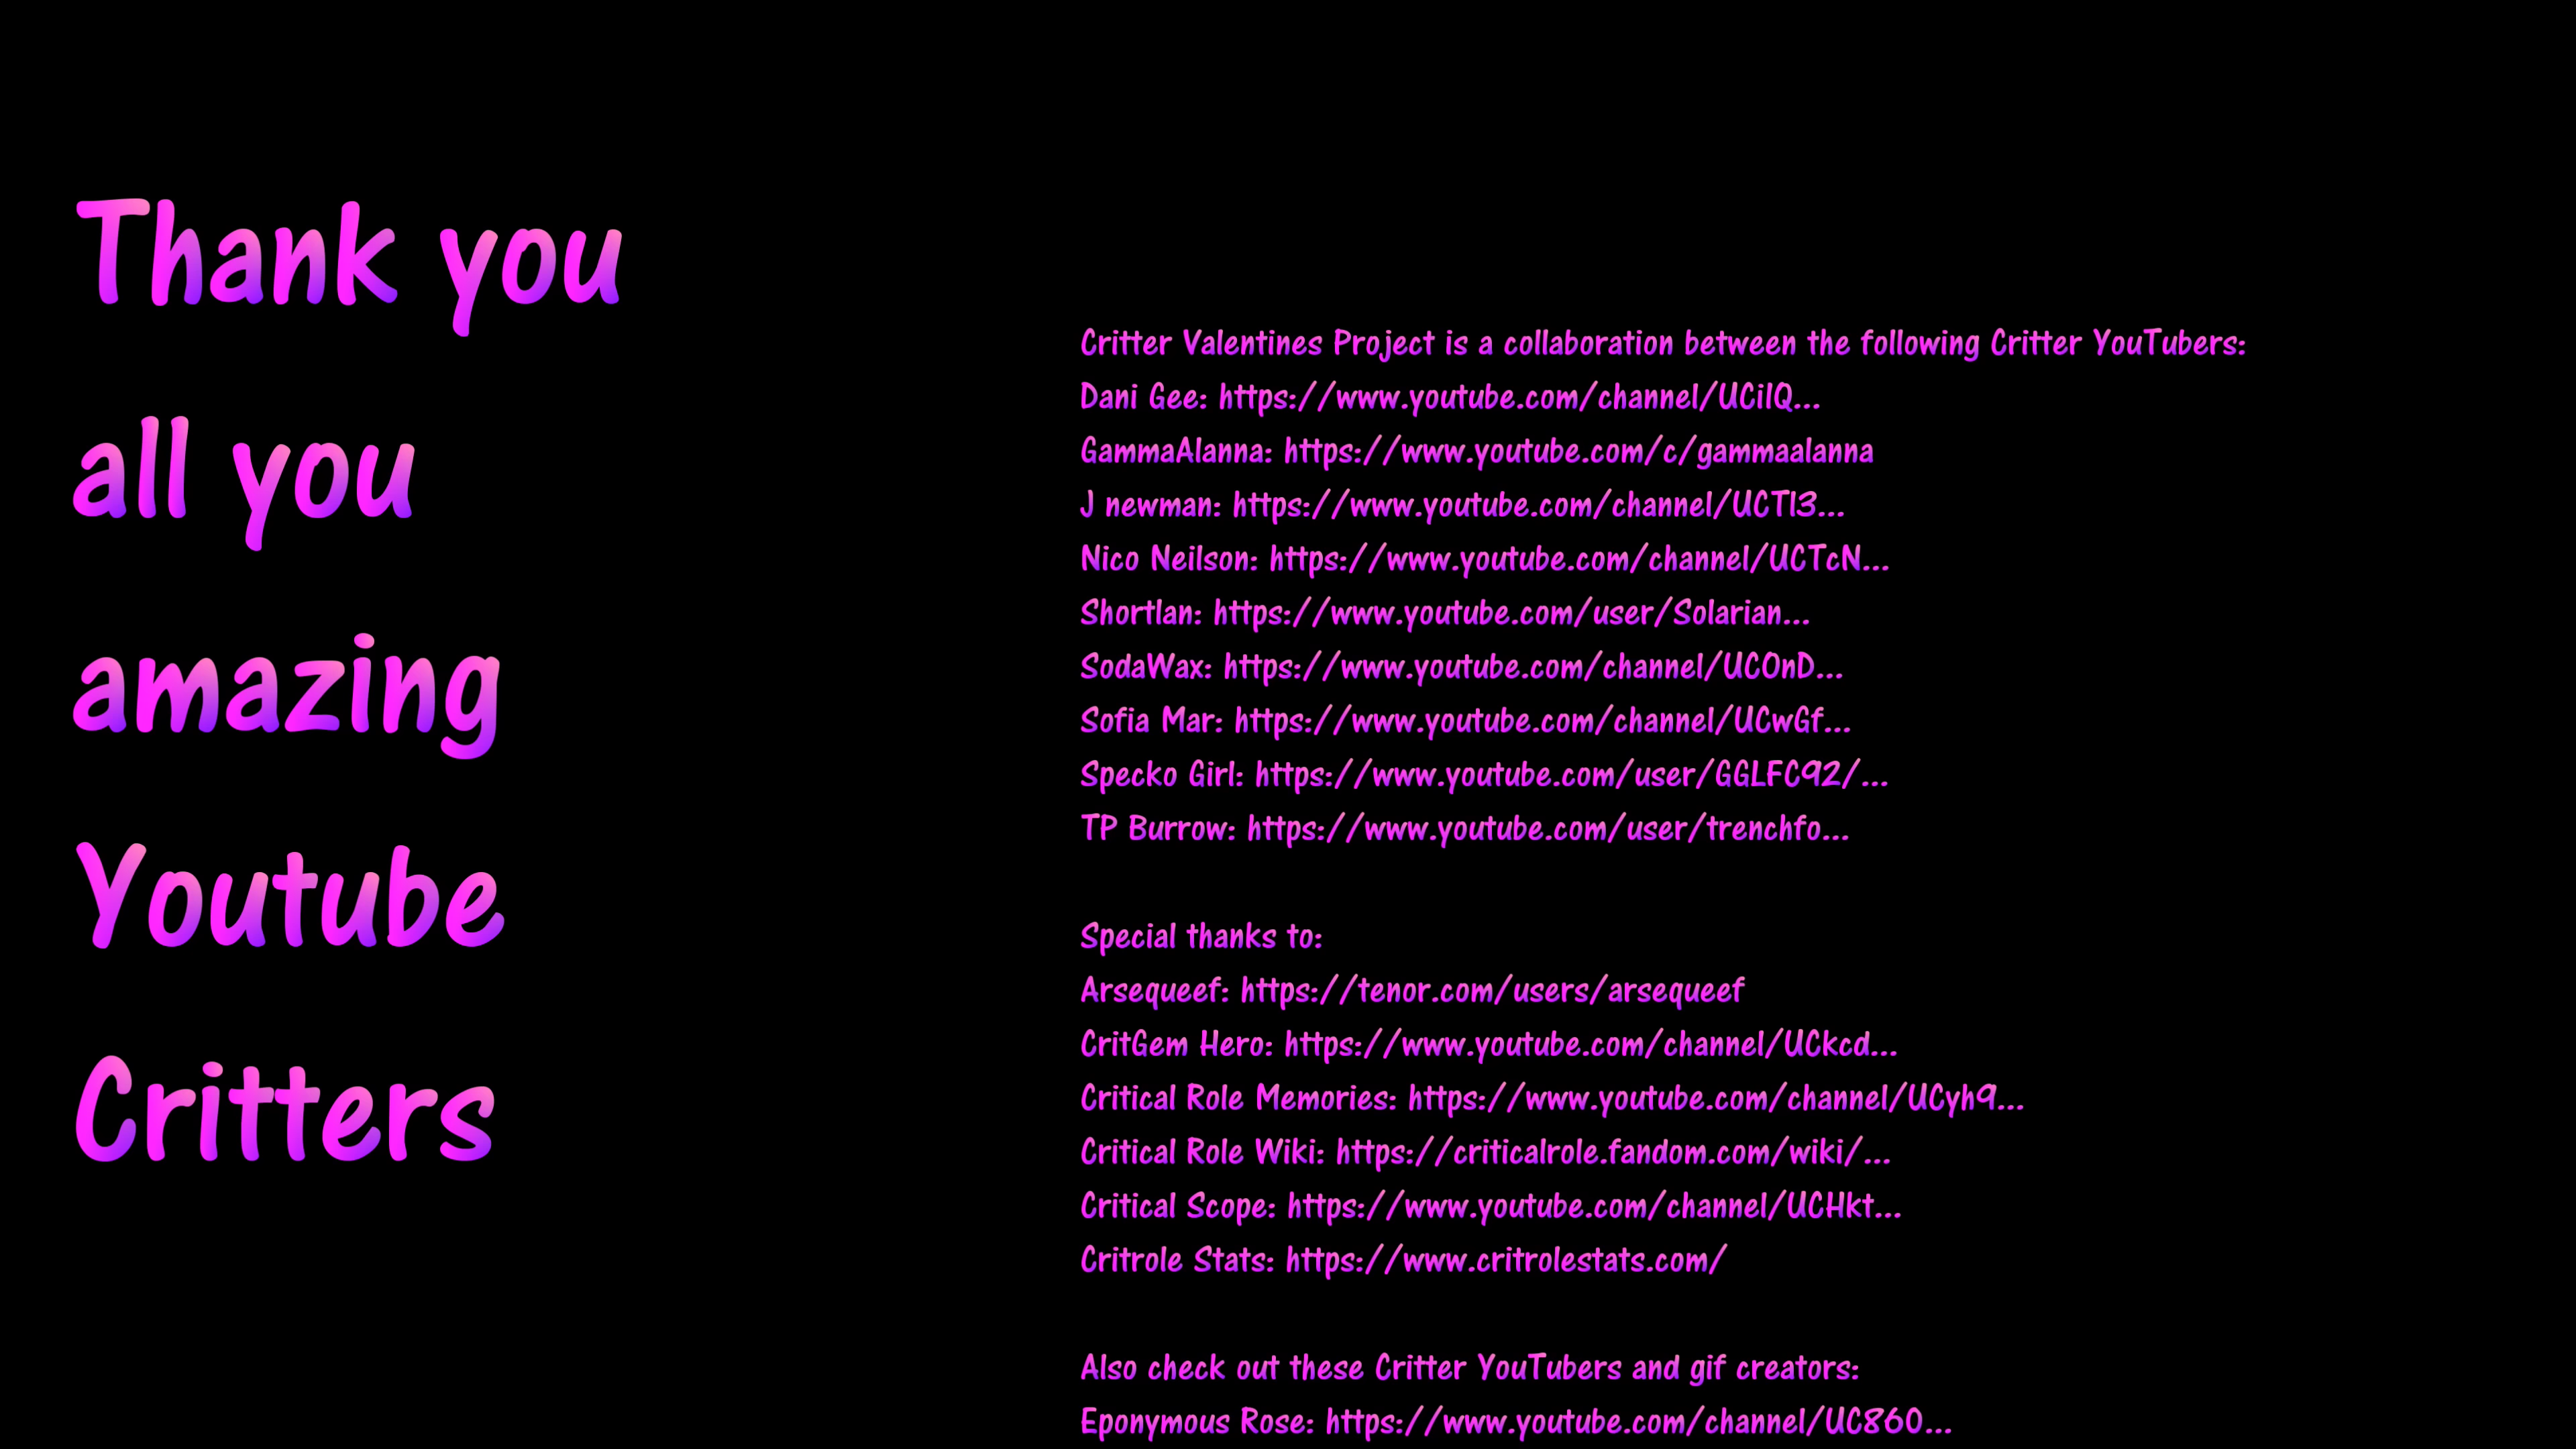 Thank you
all you
amazing
Youtube
Critters
Critter Valentines Project is a collaboration between the following Critter YouTubers:
Dani Gee: https://www.youtube.com/channel/UCilQ...
GammaAlanna: https://www.youtube.com/c/gammaalanna
J newman: https://www.youtube.com/channel/UCTl3...
Nico Neilson: https://www.youtube.com/channel/UCTcN...
Shortlan: https://www.youtube.com/user/Solarian...
SodaWax: https://www.youtube.com/channel/UCOnD...
Sofia Mar: https://www.youtube.com/channel/UCwGf...
Specko Girl: https://www.youtube.com/user/GGLFC92/...
TP Burrow: https://www.youtube.com/user/trenchfo...
Special thanks to:
Arsequeef: https://tenor.com/users/arsequeef
CritGem Hero: https://www.youtube.com/channel/UCkcd...
Critical Role Memories: https://www.youtube.com/channel/UCyh9...
Critical Role Wiki: https://criticalrole.fandom.com/wiki/...
Critical Scope: https://www.youtube.com/channel/UCHkt...
Critrole Stats: https://www.critrolestats.com/
Also check out these Critter YouTubers and gif creators:
Eponymous Rose: https://www.youtube.com/channel/UC860...